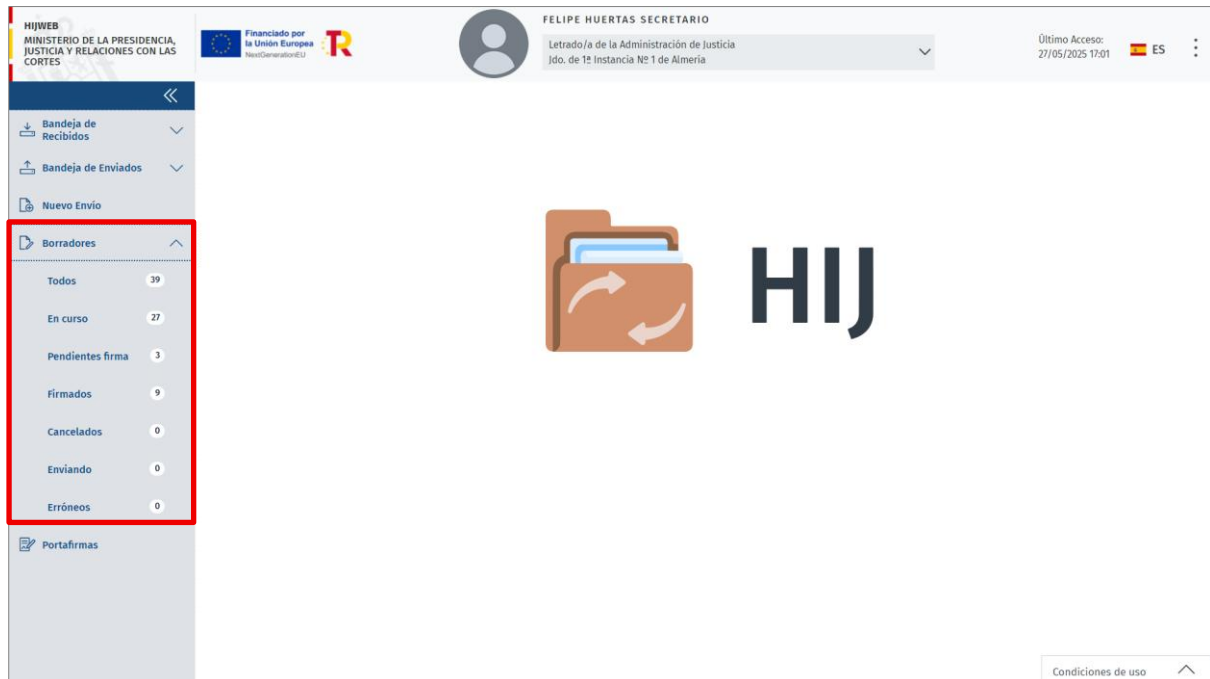 HIJWEB
MINISTERIO DE LA PRESIDENCIA,
JUSTICIA Y RELACIONES CON LAS
CORTES
Financiado por
la Unión Europea
NextGenerationEU
R
FELIPE HUERTAS SECRETARIO
Letrado/a de la Administración de Justicia
Jdo. de 1ª Instancia Nº 1 de Almería
Último Acceso:
27/05/2025 17:01
ES
Bandeja de
Recibidos
Bandeja de Enviados
Nuevo Envío
Borradores
Todos 39
En curso 27
Pendientes firma 3
Firmados 9
Cancelados 0
Enviando 0
Erróneos 0
Portafirmas
HIJ
Condiciones de uso